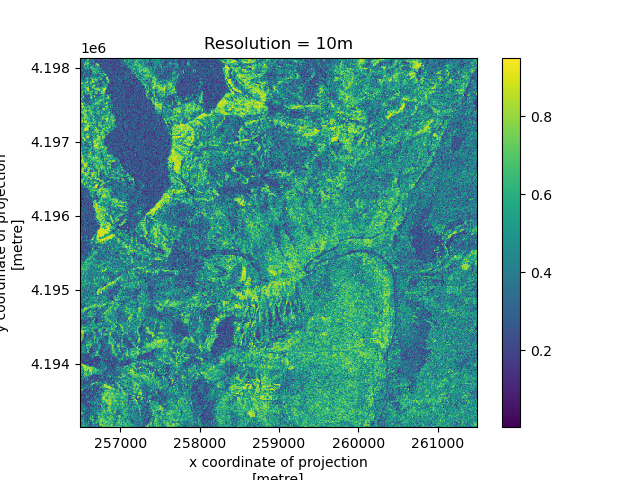 Resolution = 10m
1e6
4.198
4.197
4.196
4.195
4.194
y coordinate of projection
[metre]
257000 258000 259000 260000 261000
x coordinate of projection
[metre]
0.8
0.6
0.4
0.2